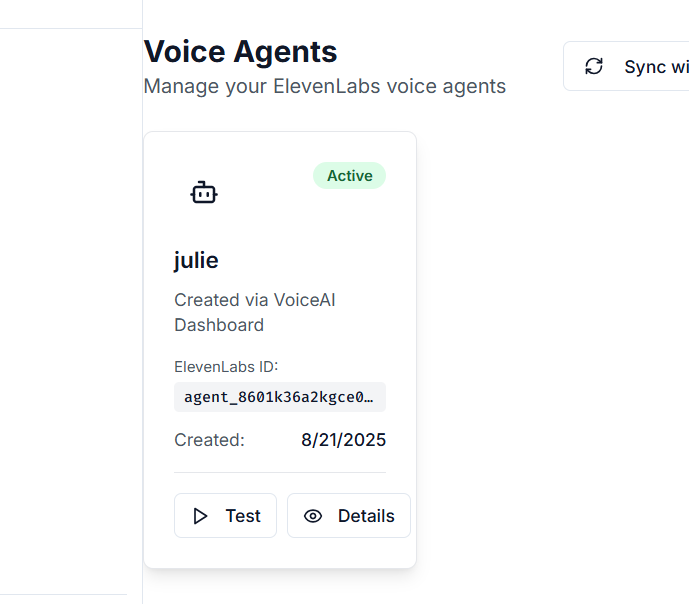 Voice Agents
Manage your ElevenLabs voice agents
Sync wi
Active
julie
Created via VoiceAI
Dashboard
ElevenLabs ID:
agent_8601k36a2kgce0…
Created: 8/21/2025
Test Details